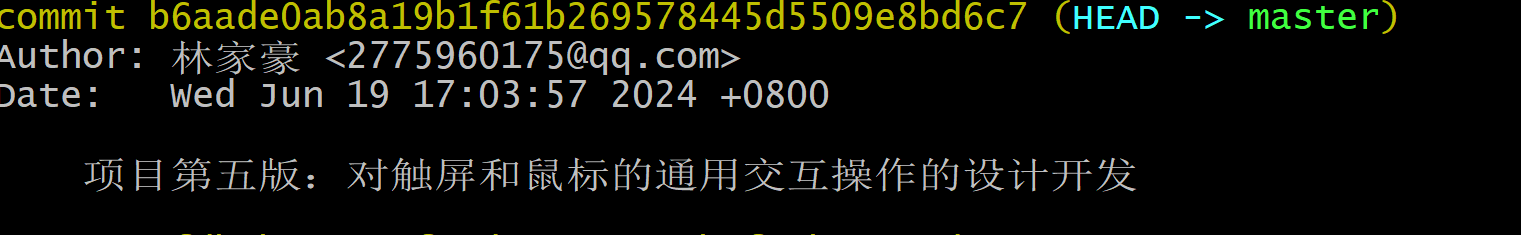 commit b6aade0ab8a19b1f61b269578445d5509e8bd6c7 (HEAD -> master)
Author: 林家豪 <2775960175@qq.com>
Date:   Wed Jun 19 17:03:57 2024 +0800
项目第五版：对触屏和鼠标的通用交互操作的设计开发